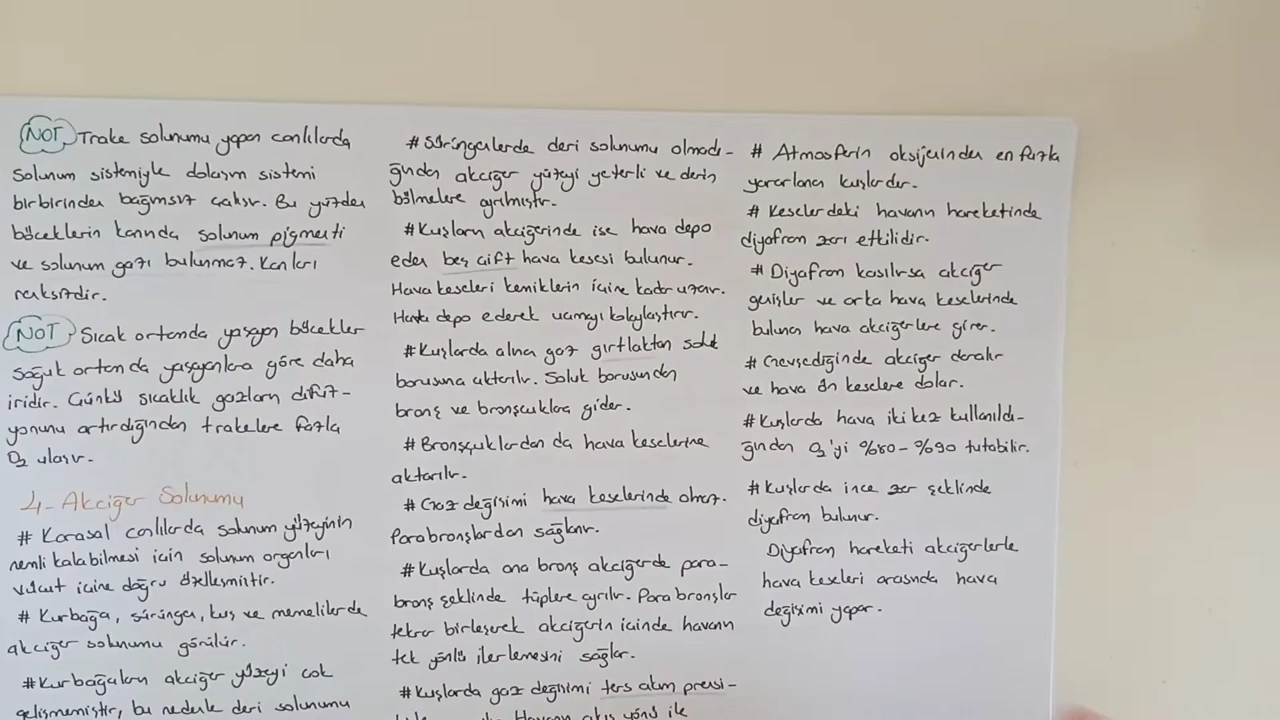 NOT Trake solunumu yapan canlılarda
solunum sistemiyle dolaşım sistemi
birbirinden bağımsız çalışır. Bu yüzden
böceklerin kanında solunum pigmenti
ve solunum gazı bulunmaz. Kanları
renksizdir.
NOT Sıcak ortamda yaşayan böcekler
soğuk ortamda yaşayanlara göre daha
iridir. Çünkü sıcaklık gazların difüz-
yonunu artırdığından trakelere fazla
O₂ ulaşır.
4- Akciğer Solunumu
# Karasal canlılarda solunum yüzeyinin
nemli kalabilmesi için solunum organları
vücut içine doğru özelleşmiştir.
# Kurbağa, sürüngen, kuş ve memelilerde
akciğer solunumu görülür.
# Kurbağaların akciğer yüzeyi çok
gelişmemiştir, bu nedenle deri solunumu
# Sürüngenlerde deri solunumu olmadı-
ğından akciğer yüzeyi yeterli ve derin
bölmelere ayrılmıştır.
# Kuşların akciğerinde ise hava depo
eden beş çift hava kesesi bulunur.
Hava keseleri kemiklerin içine kadar uzanır.
Hava depo ederek uçmayı kolaylaştırır.
# Kuşlarda alınan gaz gırtlaktan soluk
borusuna aktarılır. Soluk borusundan
bronş ve bronşcuklara gider.
# Bronşçuklardan da hava keselerine
aktarılır.
# Gaz değişimi hava keselerinde olmaz.
Parabronşlardan sağlanır.
# Kuşlarda ana bronş akciğerde para-
bronş şeklinde tüplere ayrılır. Parabronşlar
tekrar birleşerek akciğerin içinde havanın
tek yönlü ilerlemesini sağlar.
# Kuşlarda gaz değişimi ters akım prensi-
Havanın akış yönü ile
# Atmosferin oksijeninden en fazla
yararlanan kuşlardır.
# Keselerdeki havanın hareketinde
diyafram zarı etkilidir.
# Diyafram kasılırsa akciğer
genişler ve arka hava keselerinde
bulunan hava akciğerlere girer.
# Gevşediğinde akciğer daralır
ve hava ön keselere dolar.
# Kuşlarda hava iki kez kullanıldı-
ğından O₂'yi %80-%90 tutabilir.
# Kuşlarda ince zar şeklinde
diyafram bulunur.
Diyafram hareketi akciğerlerle
hava keseleri arasında hava
değişimi yapar.